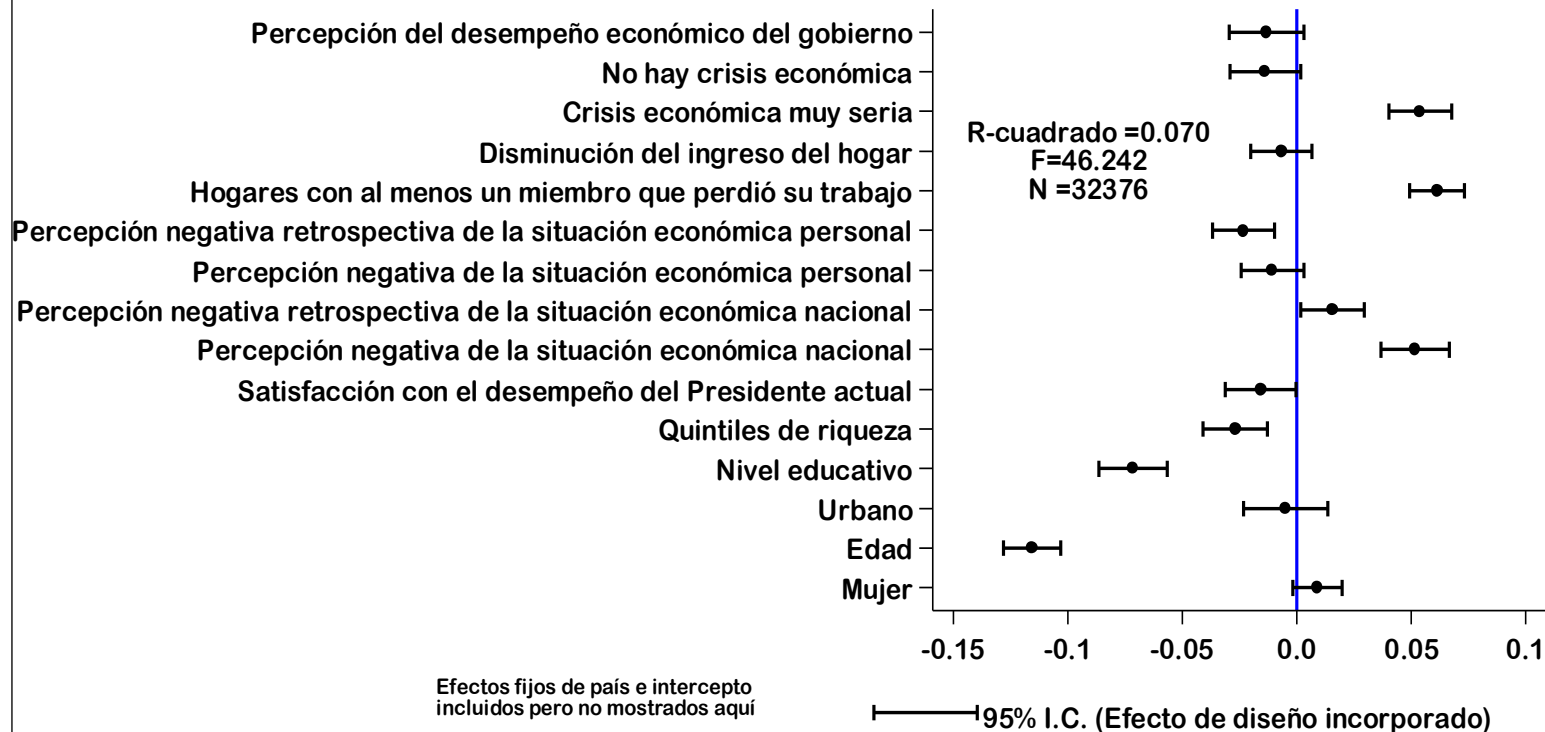 Percepción del desempeño económico del gobierno
No hay crisis económica
Crisis económica muy seria
Disminución del ingreso del hogar
Hogares con al menos un miembro que perdió su trabajo
Percepción negativa retrospectiva de la situación económica personal
Percepción negativa de la situación económica personal
Percepción negativa retrospectiva de la situación económica nacional
Percepción negativa de la situación económica nacional
Satisfacción con el desempeño del Presidente actual
Quintiles de riqueza
Nivel educativo
Urbano
Edad
Mujer
R-cuadrado =0.070
F=46.242
N =32376
-0.15 -0.1 -0.05 0.0 0.05 0.1
Efectos fijos de país e intercepto
incluidos pero no mostrados aquí
95% I.C. (Efecto de diseño incorporado)